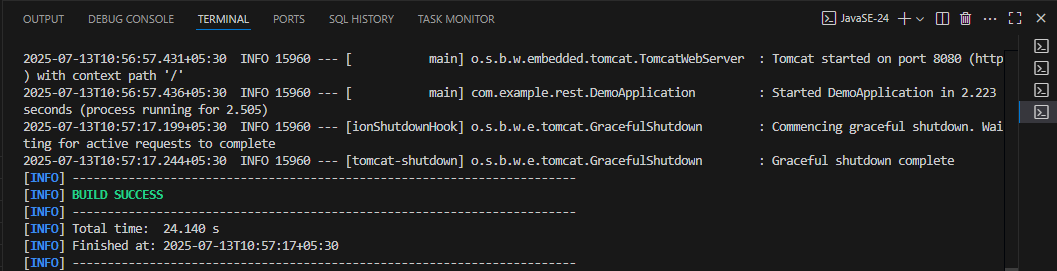 OUTPUT DEBUG CONSOLE TERMINAL PORTS SQL HISTORY TASK MONITOR JavaSE-24
2025-07-13T10:56:57.431+05:30  INFO 15960 --- [           main] o.s.b.w.embedded.tomcat.TomcatWebServer  : Tomcat started on port 8080 (http
) with context path '/'
2025-07-13T10:56:57.436+05:30  INFO 15960 --- [           main] com.example.rest.DemoApplication         : Started DemoApplication in 2.223
seconds (process running for 2.505)
2025-07-13T10:57:17.199+05:30  INFO 15960 --- [ionShutdownHook] o.s.b.w.e.tomcat.GracefulShutdown        : Commencing graceful shutdown. Wai
ting for active requests to complete
2025-07-13T10:57:17.244+05:30  INFO 15960 --- [tomcat-shutdown] o.s.b.w.e.tomcat.GracefulShutdown        : Graceful shutdown complete
[INFO] ------------------------------------------------------------------------
[INFO] BUILD SUCCESS
[INFO] ------------------------------------------------------------------------
[INFO] Total time:  24.140 s
[INFO] Finished at: 2025-07-13T10:57:17+05:30
[INFO] ------------------------------------------------------------------------